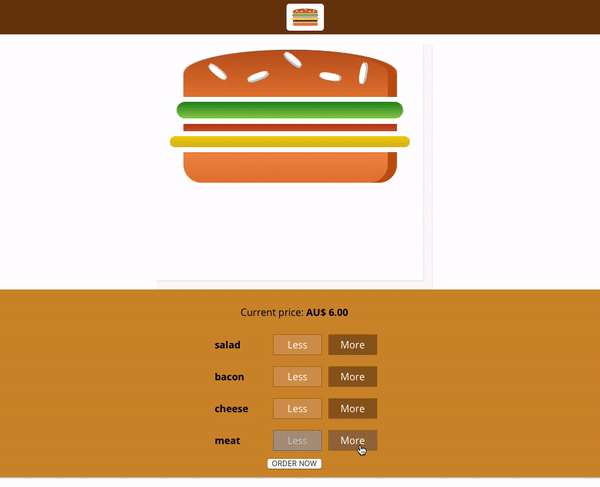 Current price: AU$ 6.00
salad Less More
bacon Less More
cheese Less More
meat Less More
ORDER NOW